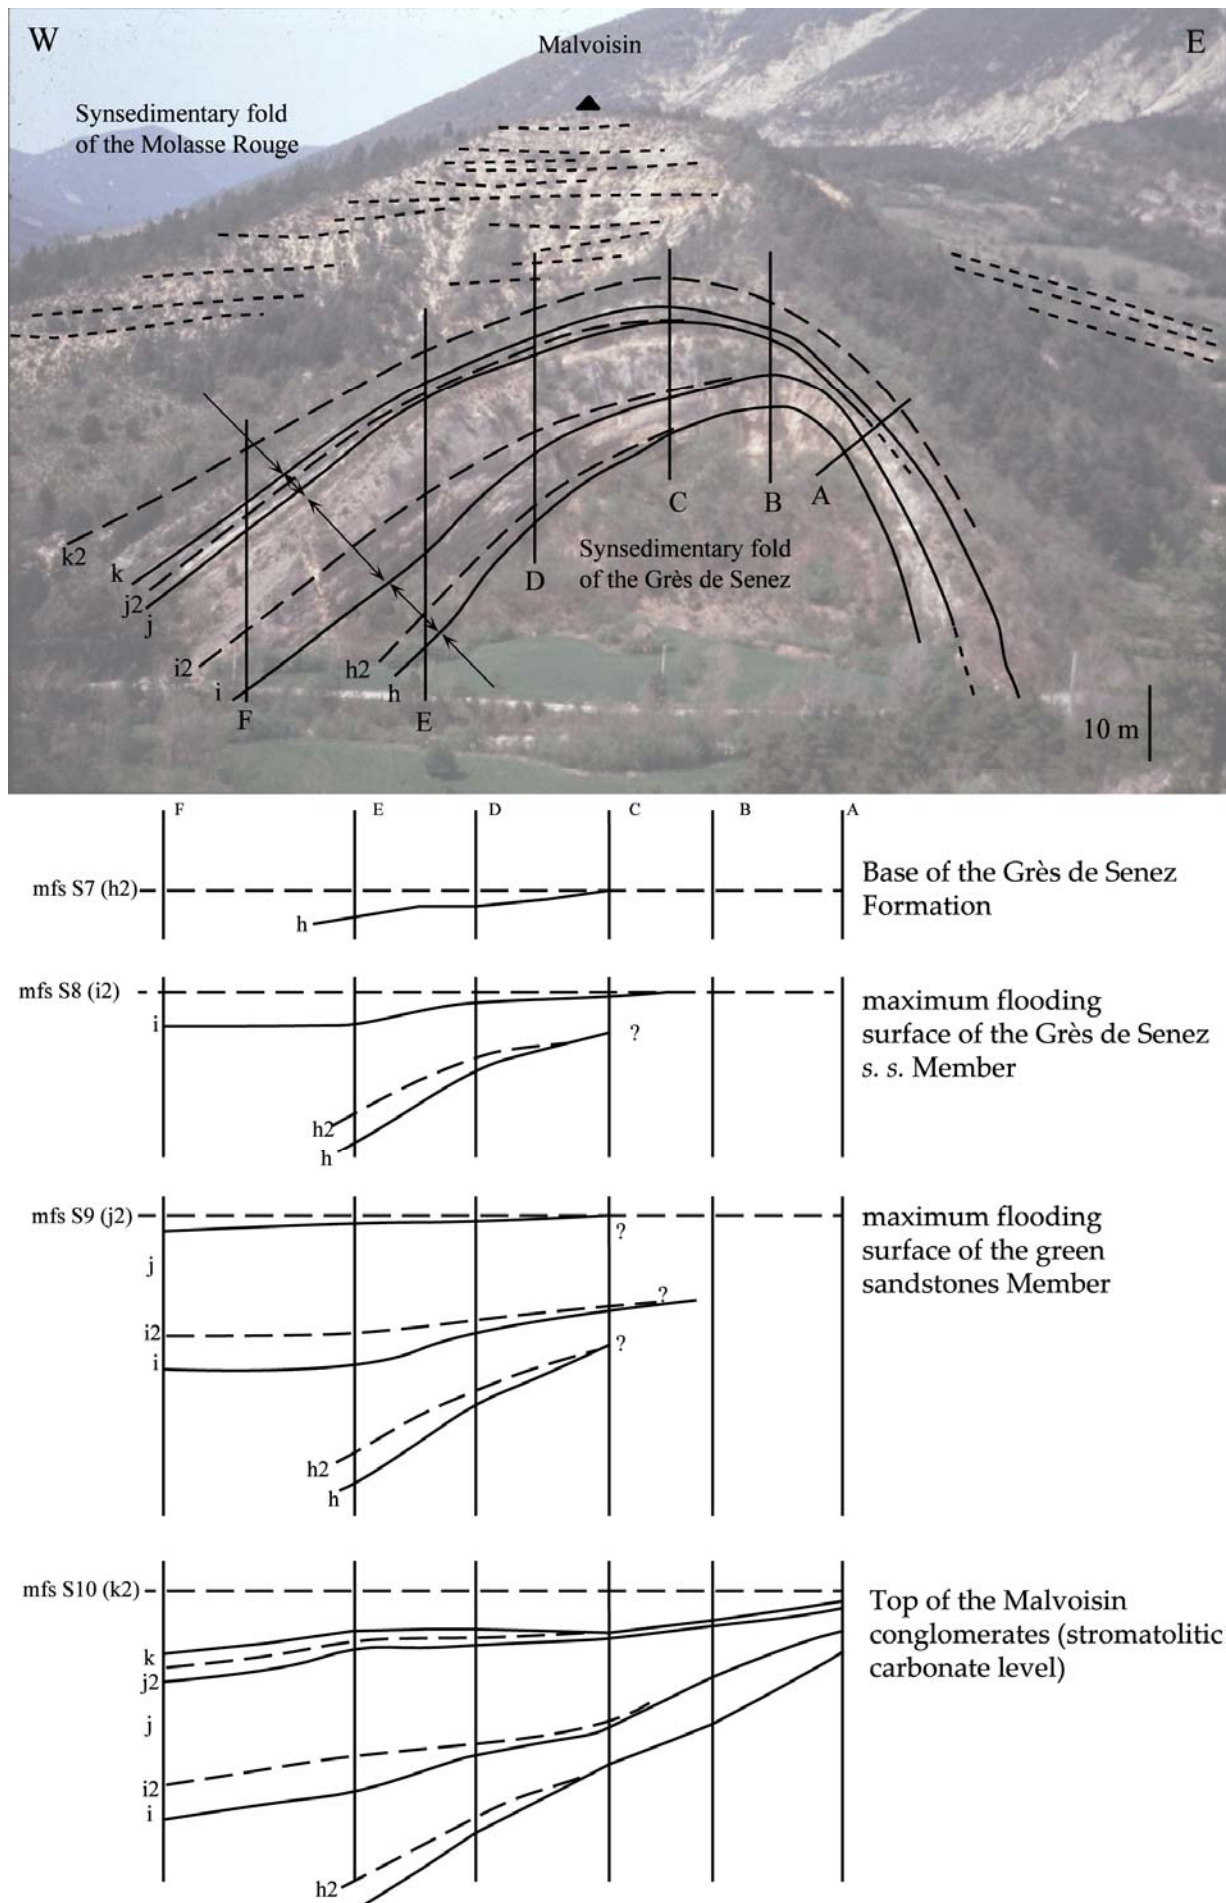 W
Malvoisin
E
Synsedimentary fold
of the Molasse Rouge
k2
k
j2
j
i2
i
F
h2
h
E
D
C
B
A
Synsedimentary fold
of the Grès de Senez
10 m
F
E
D
C
B
A
mfs S7 (h2)
h
Base of the Grès de Senez
Formation
mfs S8 (i2)
i
?
h2
h
maximum flooding
surface of the Grès de Senez
s. s. Member
mfs S9 (j2)
?
j
?
i2
i
?
h2
h
maximum flooding
surface of the green
sandstones Member
mfs S10 (k2)
k
j2
j
i2
i
h2
Top of the Malvoisin
conglomerates (stromatolitic
carbonate level)